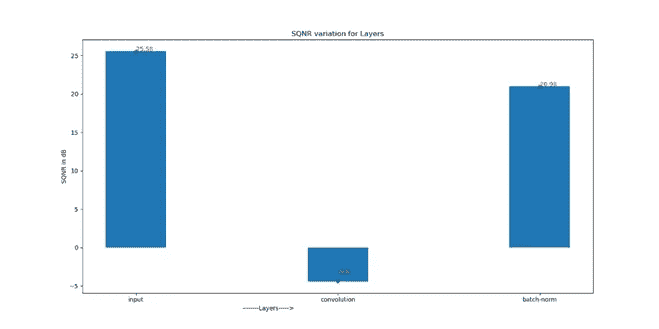 SQNR variation for Layers
25.58
20.98
25
20
15
10
5
0
−5
SQNR in dB
input
convolution
batch-norm
-------Layers----->